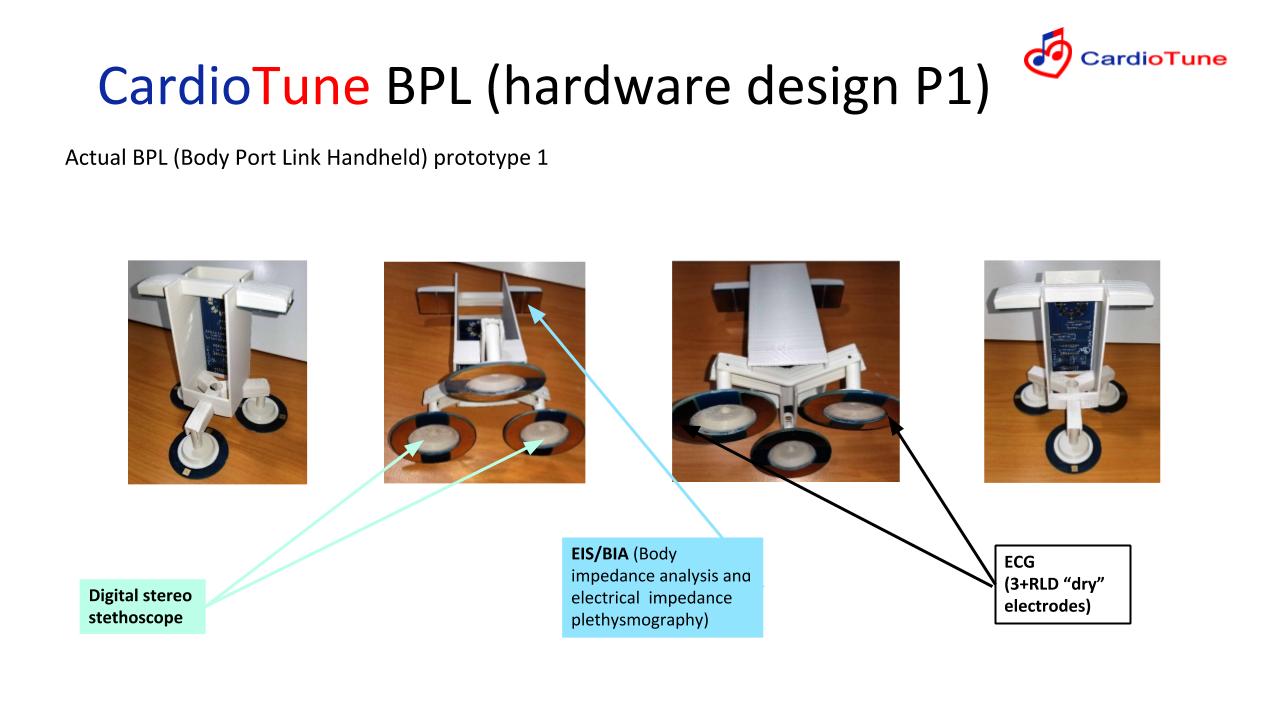 CardioTune BPL (hardware design P1)
CardioTune
Actual BPL (Body Port Link Handheld) prototype 1
Digital stereo
stethoscope
EIS/BIA (Body
impedance analysis and
electrical impedance
plethysmography)
ECG
(3+RLD “dry”
electrodes)